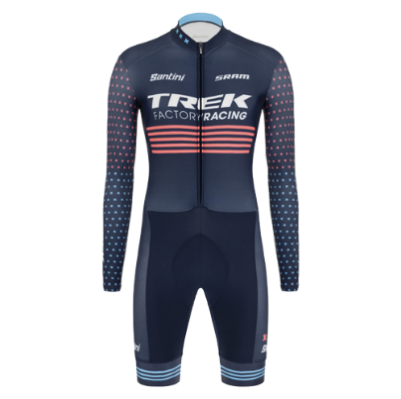 Santini SRAM
TREK
FACTORY RACING